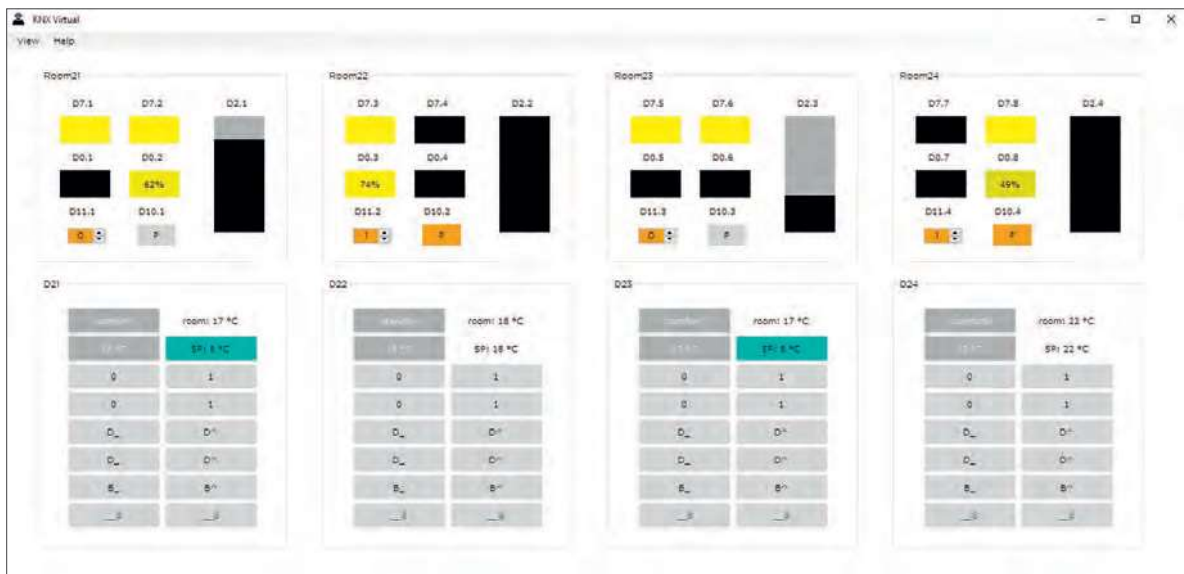 KNX Virtual
View Help
Room21
D7.1 D7.2 D2.1
D0.1 D0.2
62%
D11.1 D10.1
0 P
Room22
D7.3 D7.4 D2.2
D0.3 D0.4
74%
D11.2 D10.2
1 P
Room23
D7.5 D7.6 D2.3
D0.5 D0.6
D11.3 D10.3
0 P
Room24
D7.7 D7.8 D2.4
D0.7 D0.8
49%
D11.4 D10.4
1 P
D21
room: 17 °C
SP: 8 °C
0 1
0 1
D_ D^
D_ D^
B_ B^
D22
room: 18 °C
SP: 18 °C
0 1
0 1
D_ D^
D_ D^
B_ B^
D23
room: 17 °C
SP: 8 °C
0 1
0 1
D_ D^
D_ D^
B_ B^
D24
room: 22 °C
SP: 22 °C
0 1
0 1
D_ D^
D_ D^
B_ B^